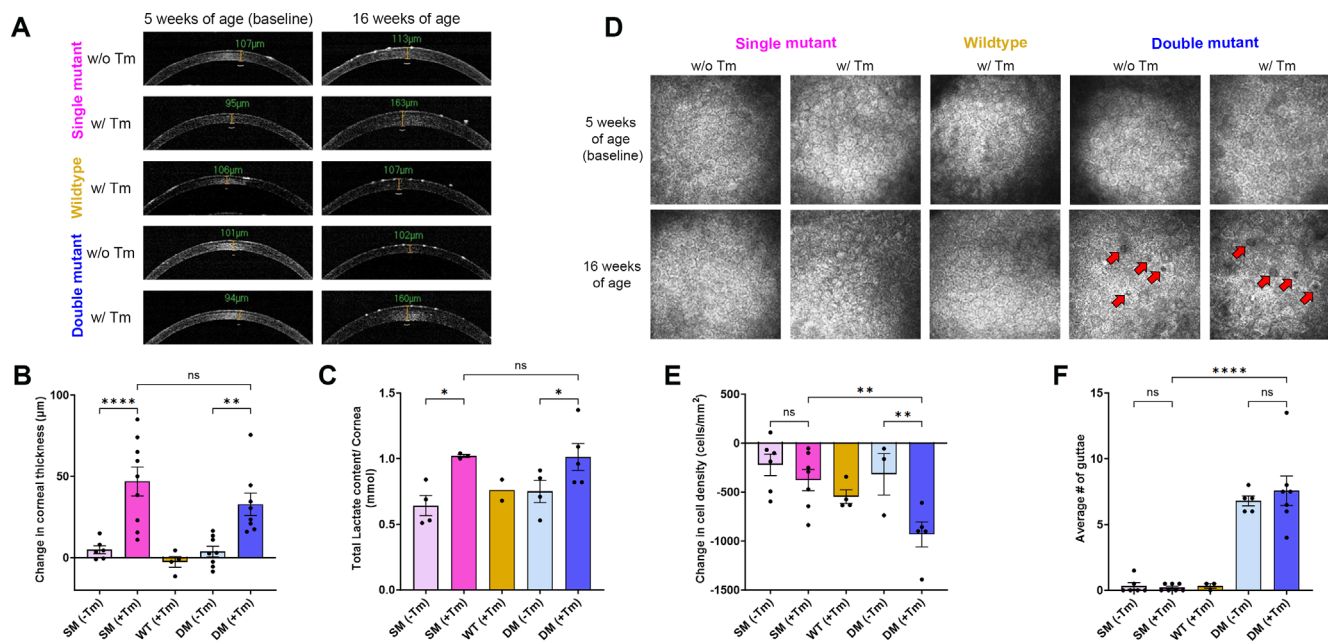 A
5 weeks of age (baseline)
16 weeks of age
Single mutant
w/o Tm
107µm
113µm
w/ Tm
95µm
163µm
Wildtype
w/ Tm
106µm
107µm
Double mutant
w/o Tm
101µm
102µm
w/ Tm
94µm
160µm
D
Single mutant
Wildtype
Double mutant
w/o Tm
w/ Tm
w/ Tm
w/o Tm
w/ Tm
5 weeks
of age
(baseline)
16 weeks
of age
B
Change in corneal thickness (µm)
100
50
0
ns
****
**
SM (-Tm)
SM (+Tm)
WT (+Tm)
DM (-Tm)
DM (+Tm)
C
Total Lactate content/ Cornea
(mmol)
1.5
1.0
0.5
0.0
ns
*
*
SM (-Tm)
SM (+Tm)
WT (+Tm)
DM (-Tm)
DM (+Tm)
E
Change in cell density (cells/mm²)
500
0
-500
-1000
-1500
**
ns
**
SM (-Tm)
SM (+Tm)
WT (+Tm)
DM (-Tm)
DM (+Tm)
F
Average # of guttae
15
10
5
0
****
ns
ns
SM (-Tm)
SM (+Tm)
WT (+Tm)
DM (-Tm)
DM (+Tm)